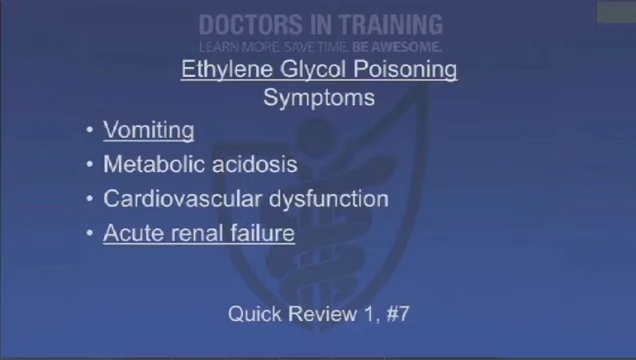 DOCTORS IN TRAINING
LEARN MORE. SAVE TIME. BE AWESOME.
Ethylene Glycol Poisoning
Symptoms
• Vomiting
• Metabolic acidosis
• Cardiovascular dysfunction
• Acute renal failure
Quick Review 1, #7